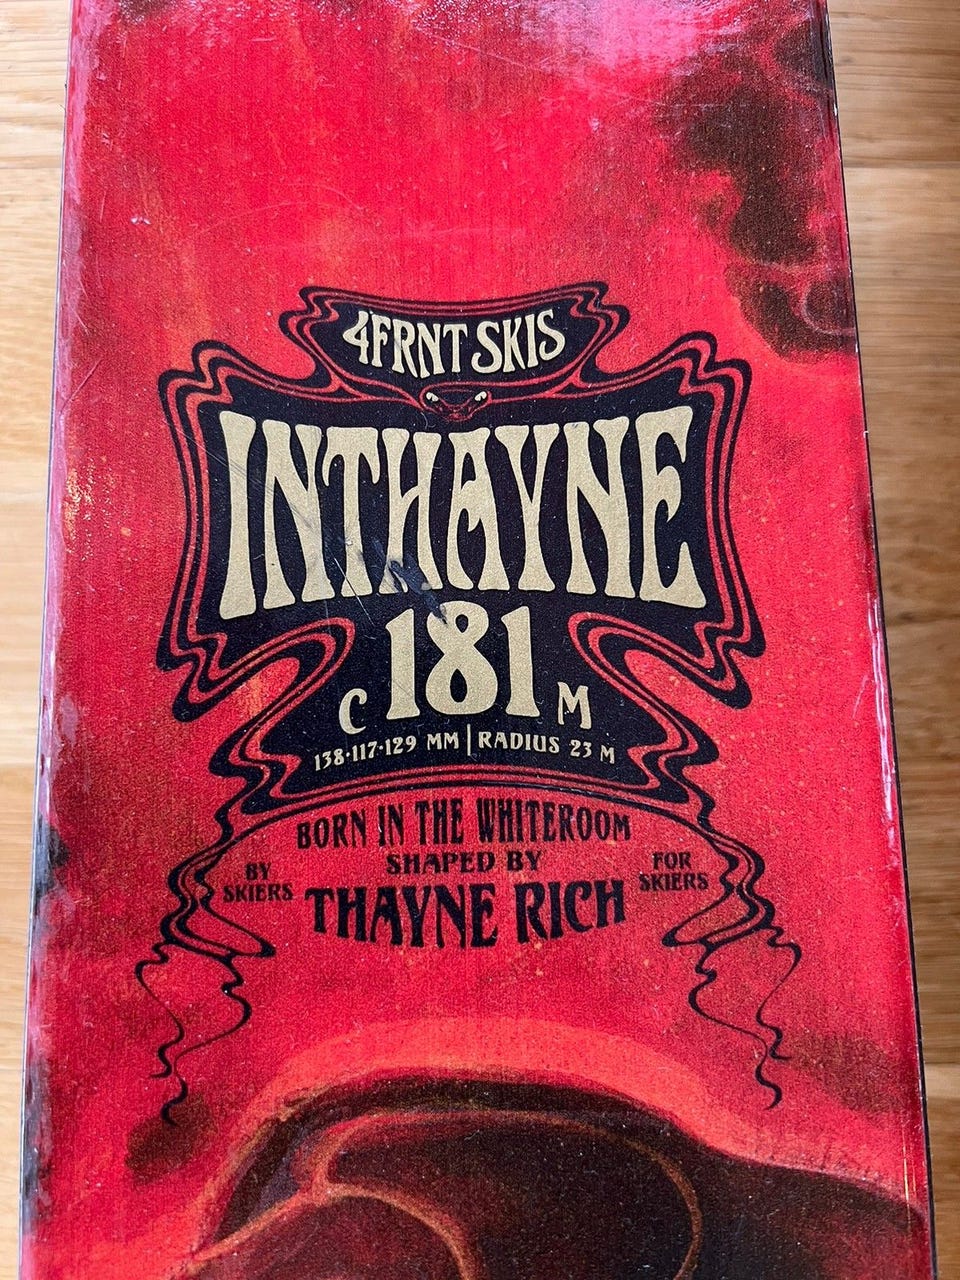 4FRNT SKIS
INTHAYNE
181
C M
138·117·129 MM | RADIUS 23 M
BORN IN THE WHITEROOM
SHAPED BY
THAYNE RICH
BY
SKIERS
FOR
SKIERS